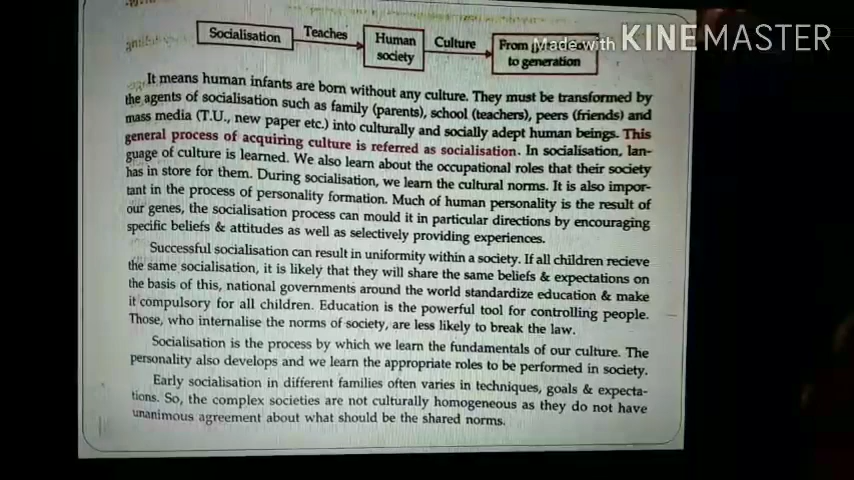 Made with KINEMASTER
Socialisation Teaches Human society Culture From
to generation
It means human infants are born without any culture. They must be transformed by
the agents of socialisation such as family (parents), school (teachers), peers (friends) and
mass media (T.U., new paper etc.) into culturally and socially adept human beings. This
general process of acquiring culture is referred as socialisation. In socialisation, lan-
guage of culture is learned. We also learn about the occupational roles that their society
has in store for them. During socialisation, we learn the cultural norms. It is also impor-
tant in the process of personality formation. Much of human personality is the result of
our genes, the socialisation process can mould it in particular directions by encouraging
specific beliefs & attitudes as well as selectively providing experiences.
Successful socialisation can result in uniformity within a society. If all children recieve
the same socialisation, it is likely that they will share the same beliefs & expectations on
the basis of this, national governments around the world standardize education & make
it compulsory for all children. Education is the powerful tool for controlling people.
Those, who internalise the norms of society, are less likely to break the law.
Socialisation is the process by which we learn the fundamentals of our culture. The
personality also develops and we learn the appropriate roles to be performed in society.
Early socialisation in different families often varies in techniques, goals & expecta-
tions. So, the complex societies are not culturally homogeneous as they do not have
unanimous agreement about what should be the shared norms.